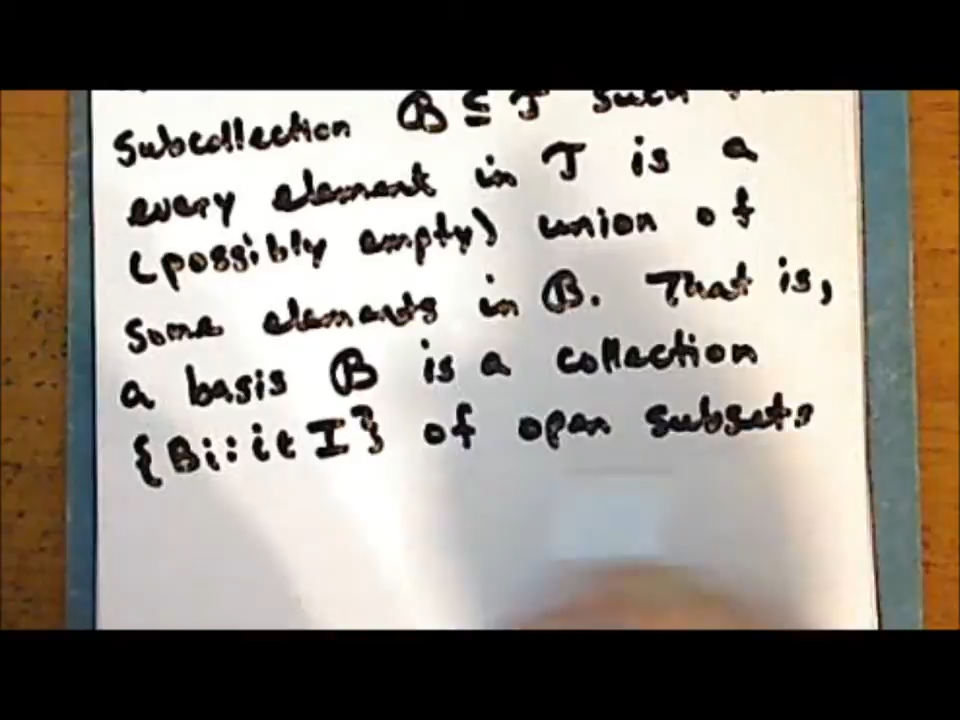 subcollection B ⊆ T such
every element in T is a
(possibly empty) union of
some elements in B. That is,
a basis B is a collection
{Bi : i ∈ I} of open subsets